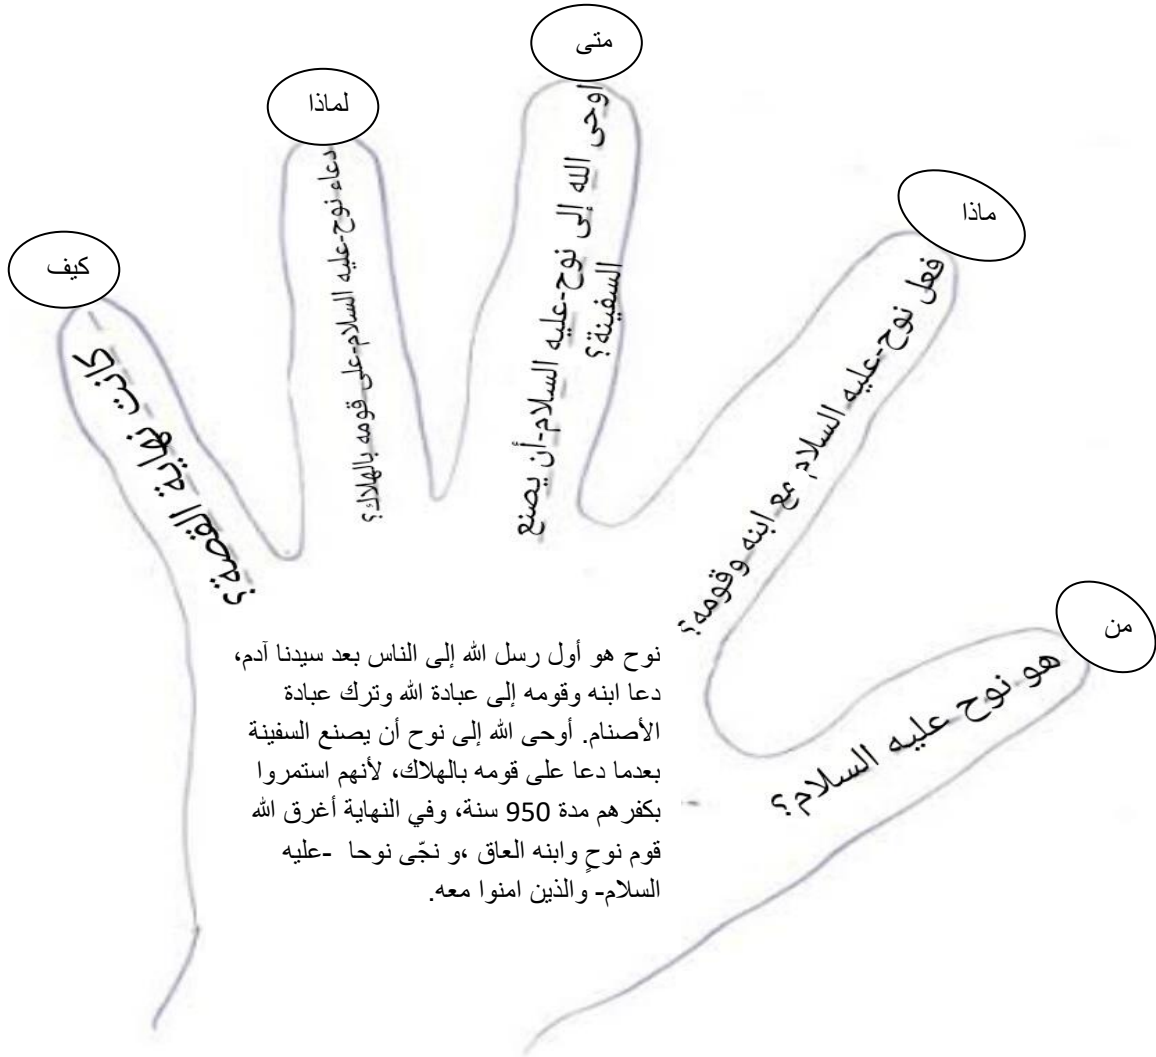 من
هو نوح عليه السلام؟
ماذا
فعل نوح-عليه السلام مع ابنه وقومه؟
متى
اوحى الله إلى نوح-عليه السلام-أن يصنع
السفينة؟
لماذا
دعاء نوح-عليه السلام-على قومه بالهلاك؟
كيف
كانت نهاية القصة؟
نوح هو أول رسل الله إلى الناس بعد سيدنا آدم،
دعا ابنه وقومه إلى عبادة الله وترك عبادة
الأصنام. أوحى الله إلى نوح أن يصنع السفينة
بعدما دعا على قومه بالهلاك، لأنهم استمروا
بكفرهم مدة 950 سنة، وفي النهاية أغرق الله
قوم نوحٍ وابنه العاق ،و نجّى نوحا -عليه
السلام- والذين امنوا معه.